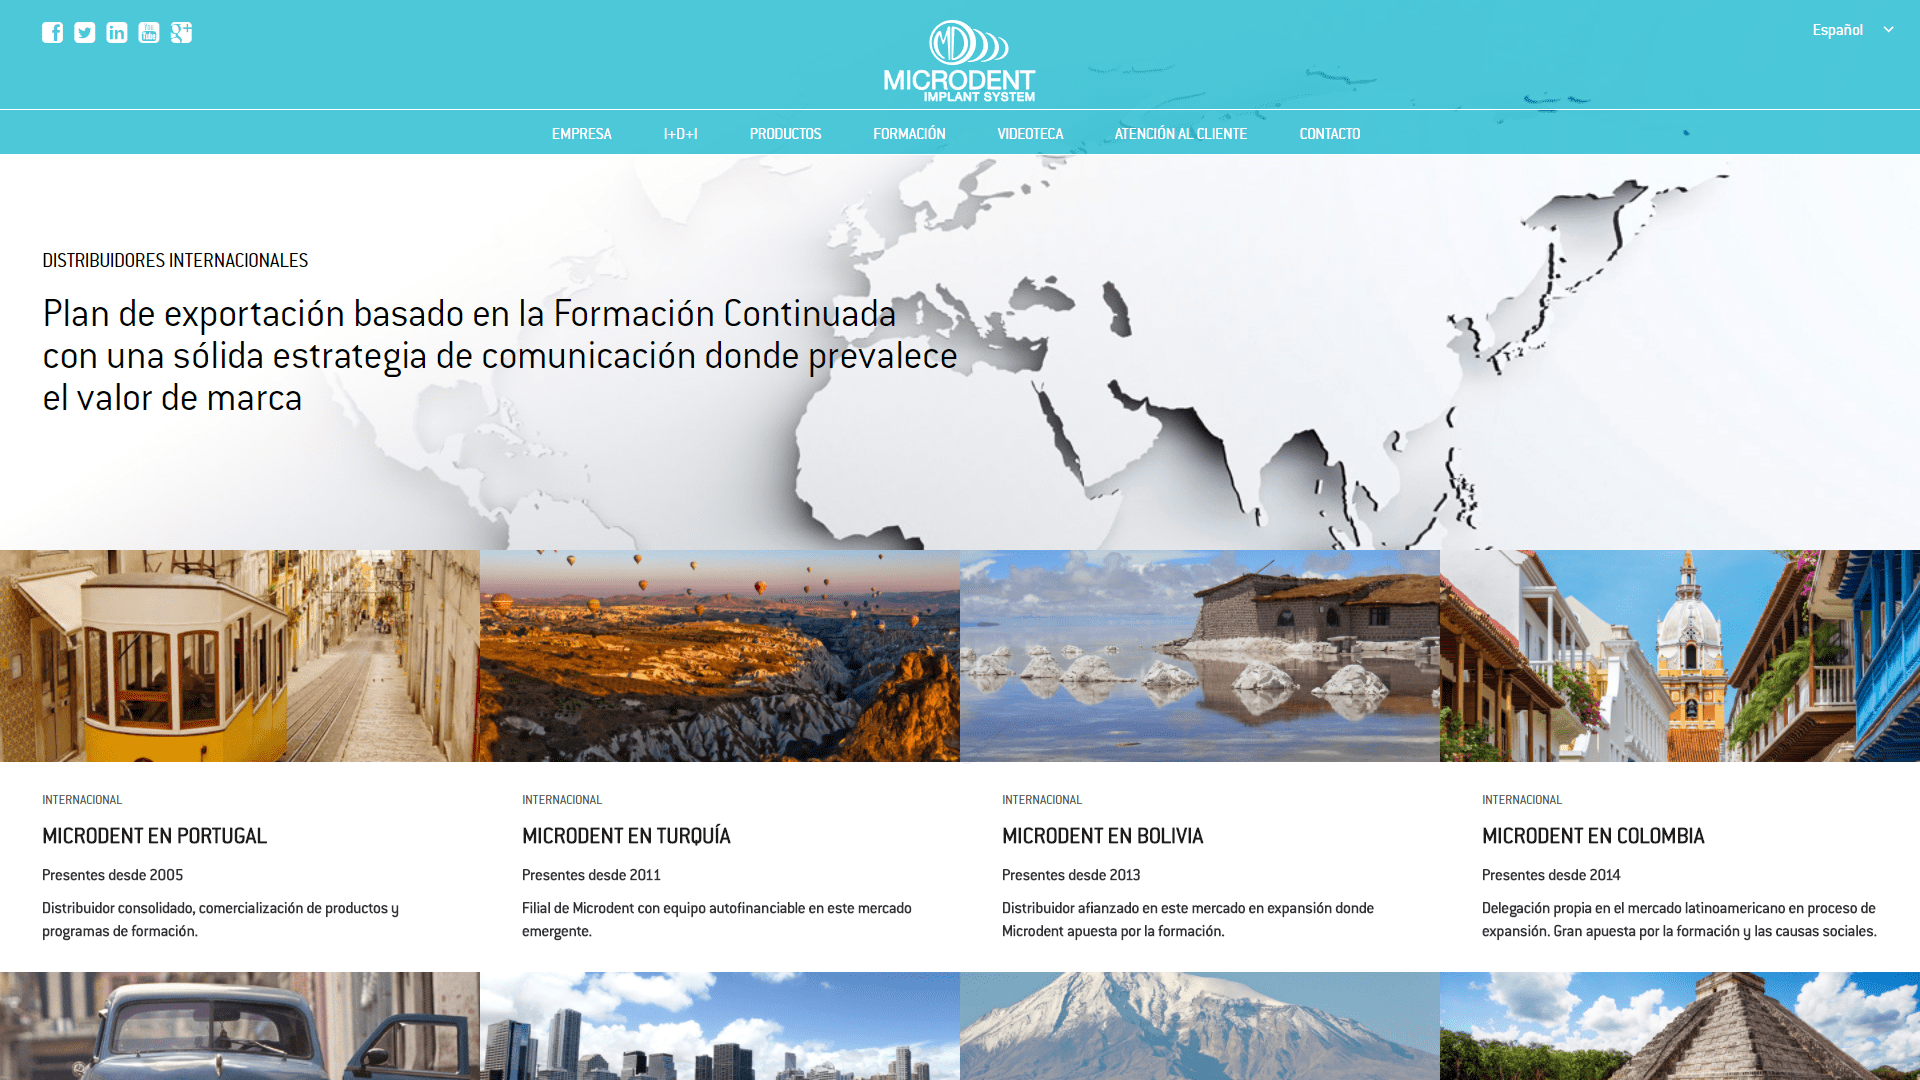 MD
MICRODENT
IMPLANT SYSTEM
Español
EMPRESA
I+D+I
PRODUCTOS
FORMACIÓN
VIDEOTECA
ATENCIÓN AL CLIENTE
CONTACTO
DISTRIBUIDORES INTERNACIONALES
Plan de exportación basado en la Formación Continuada
con una sólida estrategia de comunicación donde prevalece
el valor de marca
INTERNACIONAL
MICRODENT EN PORTUGAL
Presentes desde 2005
Distribuidor consolidado, comercialización de productos y
programas de formación.
INTERNACIONAL
MICRODENT EN TURQUÍA
Presentes desde 2011
Filial de Microdent con equipo autofinanciable en este mercado
emergente.
INTERNACIONAL
MICRODENT EN BOLIVIA
Presentes desde 2013
Distribuidor afianzado en este mercado en expansión donde
Microdent apuesta por la formación.
INTERNACIONAL
MICRODENT EN COLOMBIA
Presentes desde 2014
Delegación propia en el mercado latinoamericano en proceso de
expansión. Gran apuesta por la formación y las causas sociales.